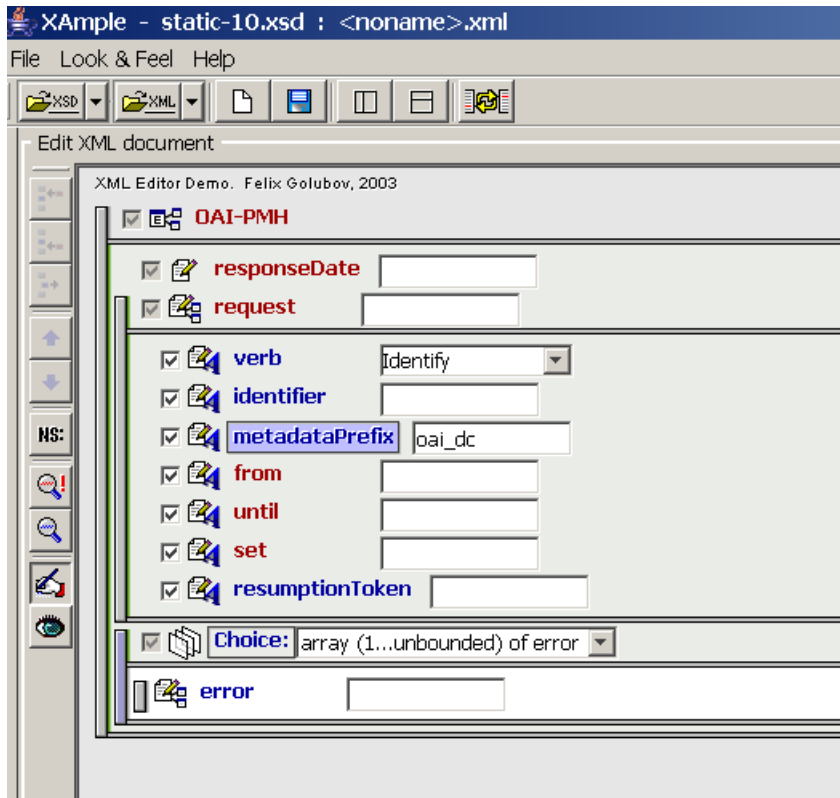 XAmple - static-10.xsd : <noname>.xml
File Look & Feel Help
XSD XML
Edit XML document
XML Editor Demo. Felix Golubov, 2003
E OAI-PMH
responseDate
request
A verb Identify
A identifier
NS: A metadataPrefix oai_dc
A from
A until
A set
A resumptionToken
Choice: array (1...unbounded) of error
error